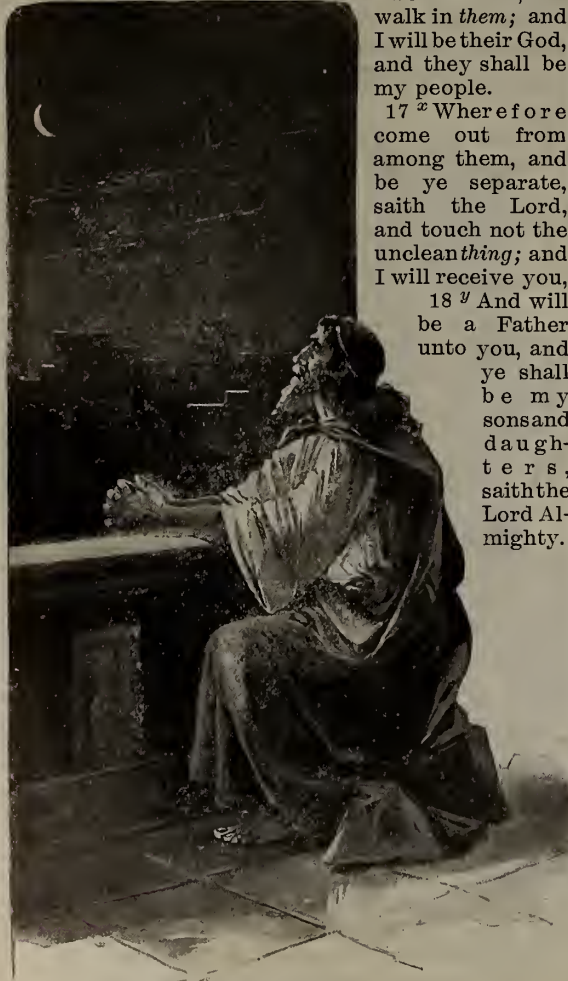 walk in them; and
I will be their God,
and they shall be
my people.
17 x Wherefore
come out from
among them, and
be ye separate,
saith the Lord,
and touch not the
unclean thing; and
I will receive you,
18 y And will
be a Father
unto you, and
ye shall
be my
sons and
daugh-
ters,
saith the
Lord Al-
mighty.